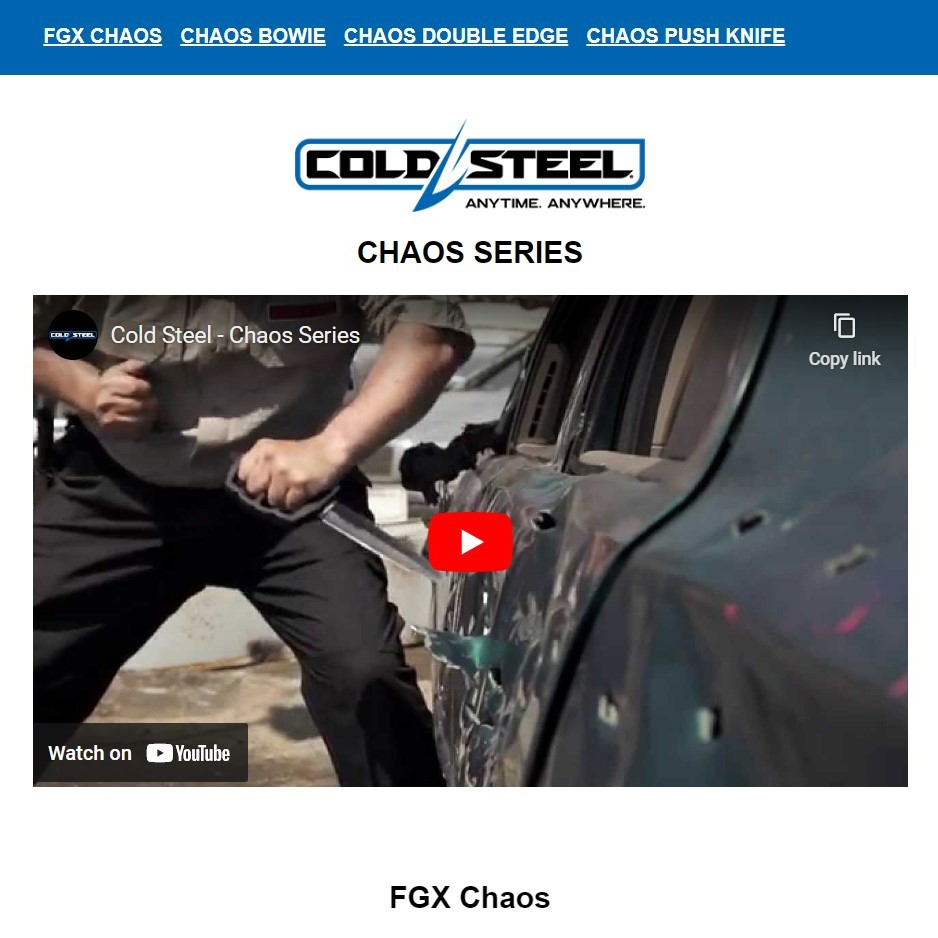 FGX CHAOS CHAOS BOWIE CHAOS DOUBLE EDGE CHAOS PUSH KNIFE
COLD STEEL
ANYTIME. ANYWHERE.
CHAOS SERIES
COLD STEEL
Cold Steel - Chaos Series
Copy link
Watch on YouTube
FGX Chaos